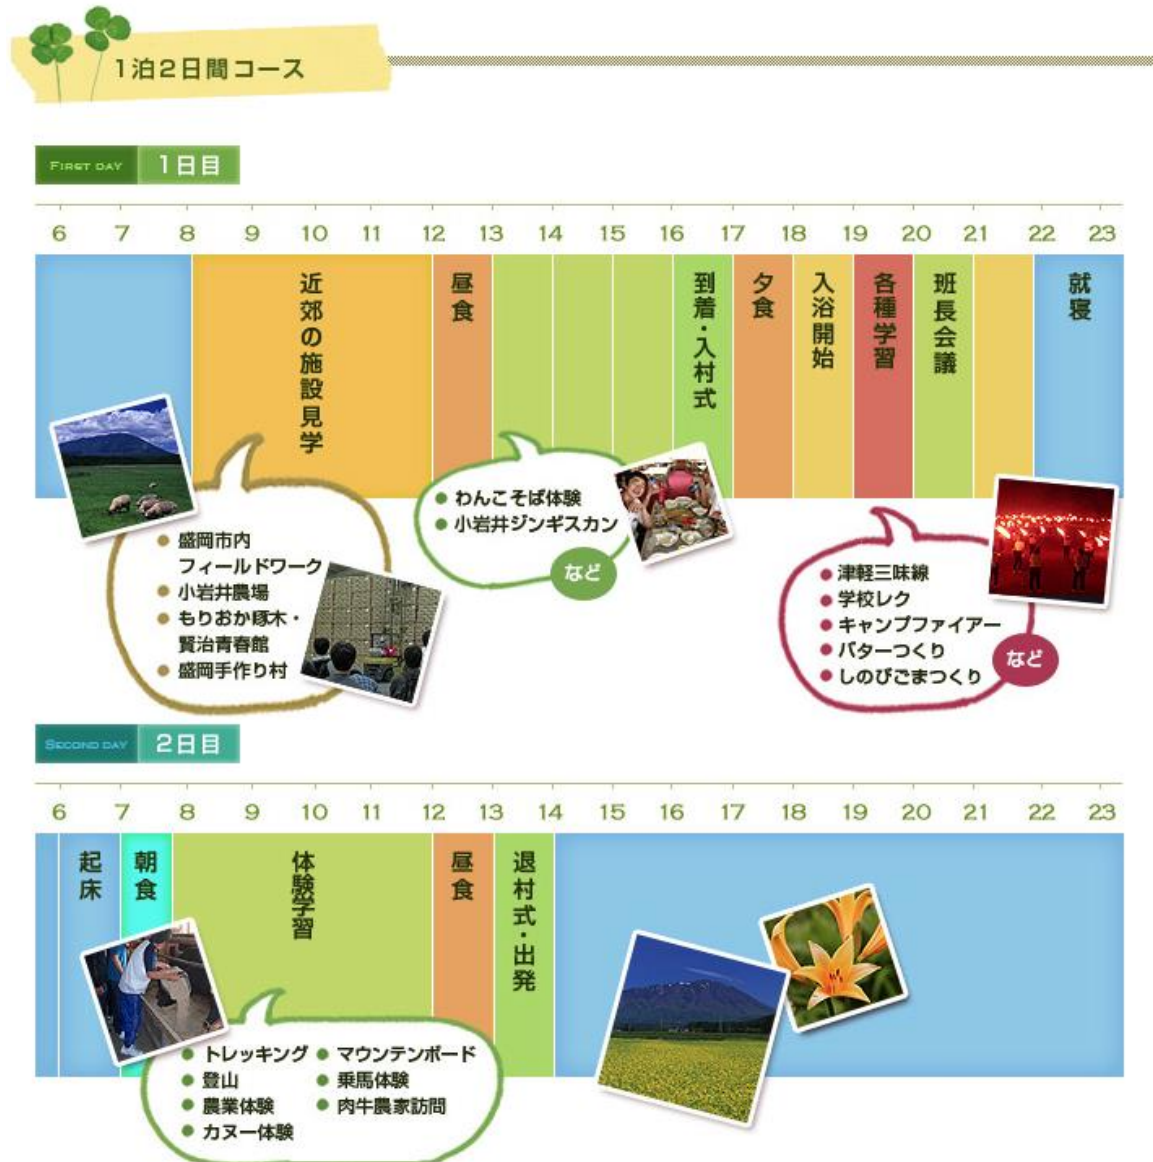 1泊2日間コース
FIRST DAY 1日目
6 7 8 9 10 11 12 13 14 15 16 17 18 19 20 21 22 23
近郊の施設見学
昼食
到着・入村式
夕食
入浴開始
各種学習
班長会議
就寝
盛岡市内
フィールドワーク
小岩井農場
もりおか啄木・
賢治青春館
盛岡手作り村
わんこそば体験
小岩井ジンギスカン
など
津軽三味線
学校レク
キャンプファイアー
バターつくり
しのびごまつくり
など
SECOND DAY 2日目
6 7 8 9 10 11 12 13 14 15 16 17 18 19 20 21 22 23
起床
朝食
体験学習
昼食
退村式・出発
トレッキング
登山
農業体験
カヌー体験
マウンテンボード
乗馬体験
肉牛農家訪問